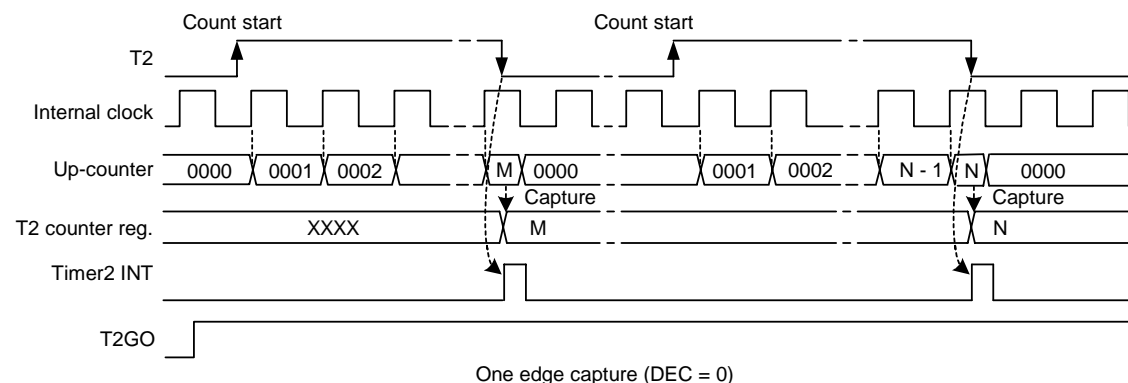 Count start Count start
T2
Internal clock
Up-counter 0000 0001 0002 M 0000 0001 0002 N - 1 N 0000
Capture Capture
T2 counter reg. XXXX M N
Timer2 INT
T2GO
One edge capture (DEC = 0)